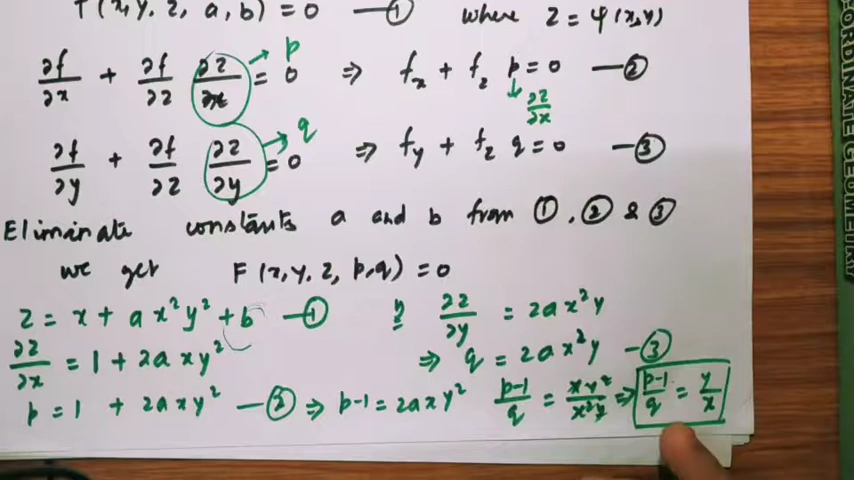 f(x, y, z, a, b) = 0 — ① where z = φ(x,y)
∂f/∂x + ∂f/∂z ∂z/∂x = 0 → p ⇒ fx + fz p = 0 — ②
↓ ∂z/∂x
∂f/∂y + ∂f/∂z ∂z/∂y = 0 → q ⇒ fy + fz q = 0 — ③
Eliminate constants a and b from ①, ② & ③
we get F(x, y, z, p, q) = 0
z = x + a x²y² + b — ① y ∂z/∂y = 2a x²y
∂z/∂x = 1 + 2a xy² ⇒ q = 2a x²y — ③
p = 1 + 2a xy² — ② ⇒ p-1 = 2a xy² p-1/q = xy²/x²y ⇒ p-1/q = y/x
GEOMETRY